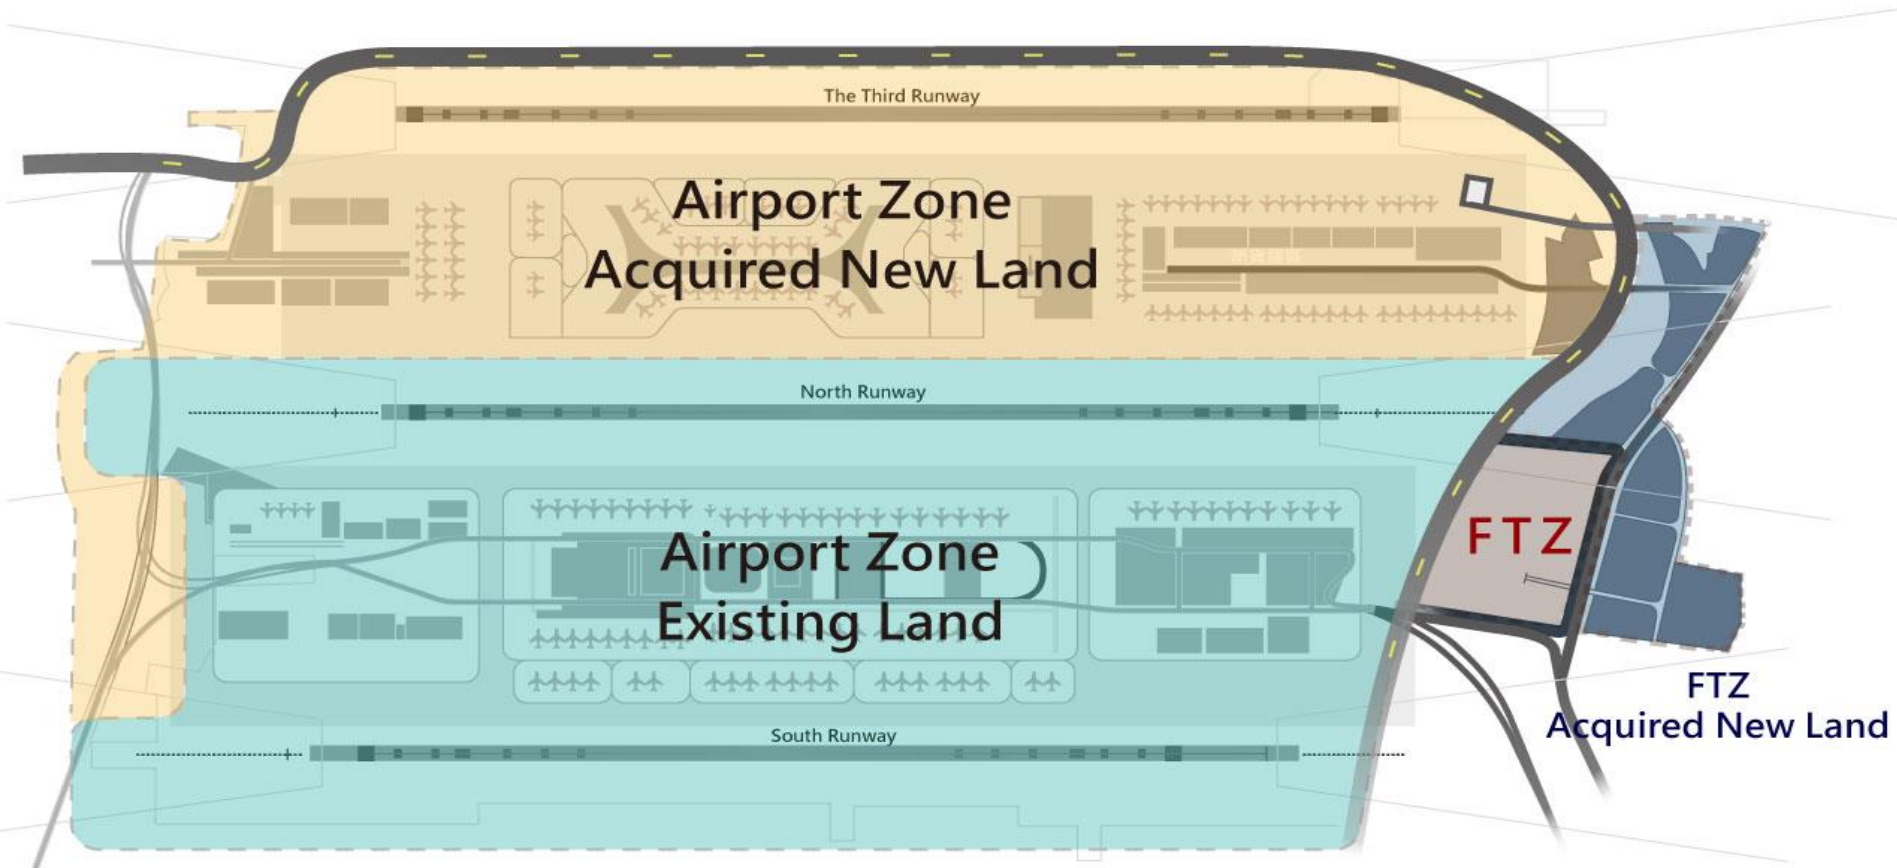 The Third Runway
Airport Zone
Acquired New Land
North Runway
FTZ
Airport Zone
Existing Land
FTZ
Acquired New Land
South Runway